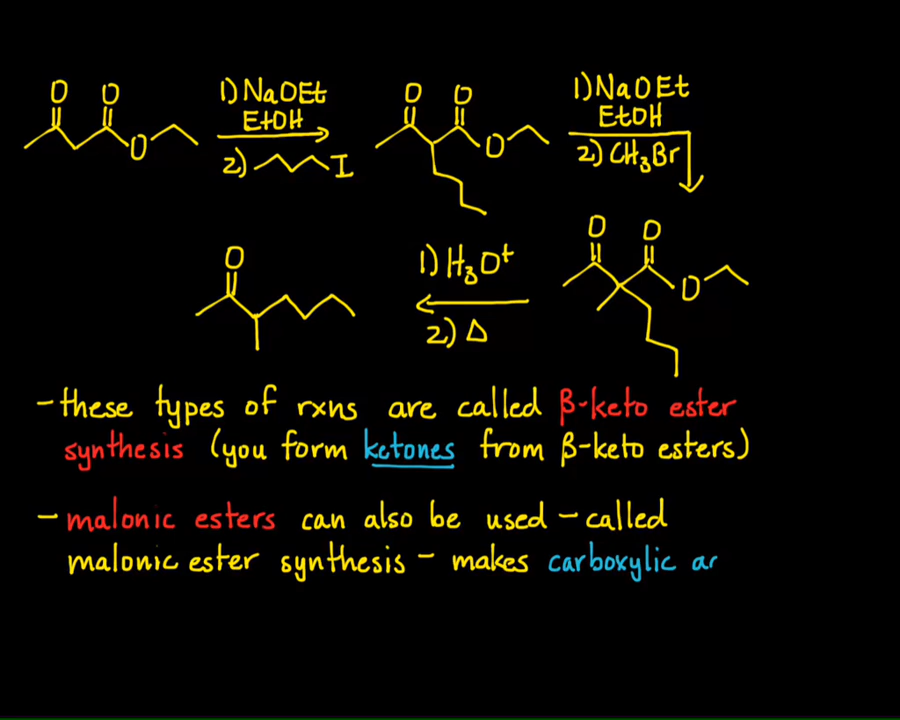 O O
O
1) NaOEt
EtOH
2) I
O O
O
1) NaOEt
EtOH
2) CH₃Br
O
1) H₃O⁺
2) Δ
O O
O
- these types of rxns are called β-keto ester
synthesis (you form ketones from β-keto esters)
- malonic esters can also be used - called
malonic ester synthesis - makes carboxylic